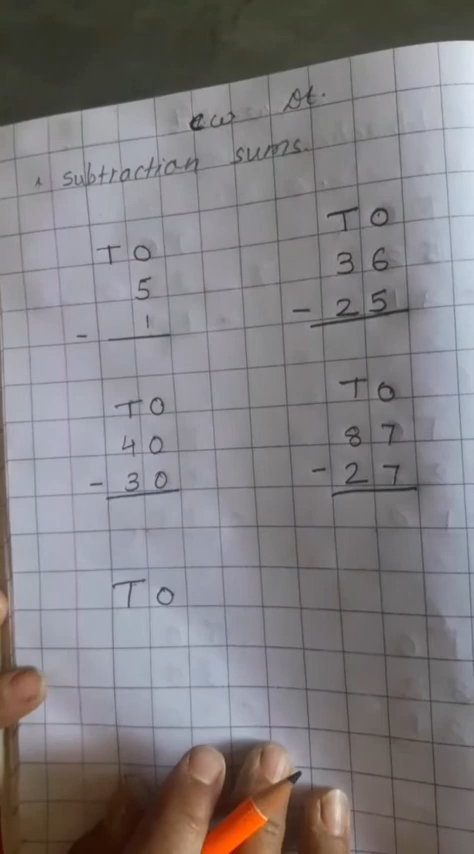 cw Dt.
subtraction sums.
T O
5
- 1
T O
3 6
- 2 5
T O
4 0
- 3 0
T O
8 7
- 2 7
T O